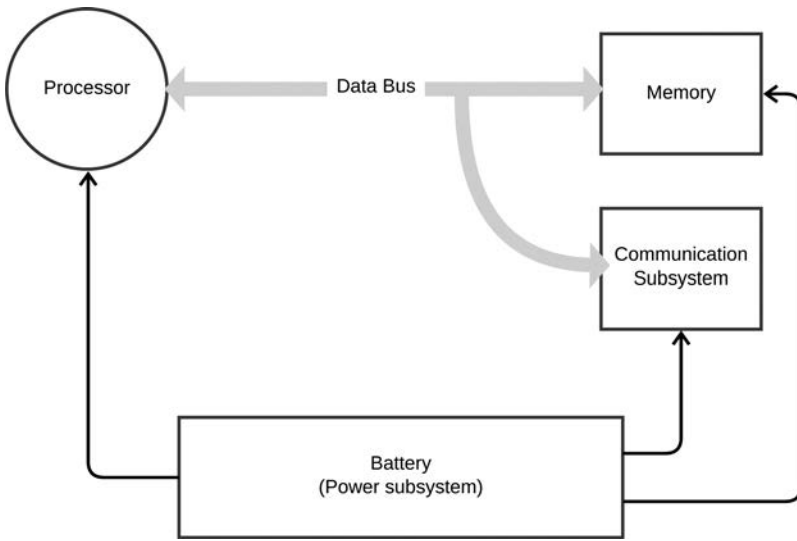 Processor
Data Bus
Memory
Communication
Subsystem
Battery
(Power subsystem)